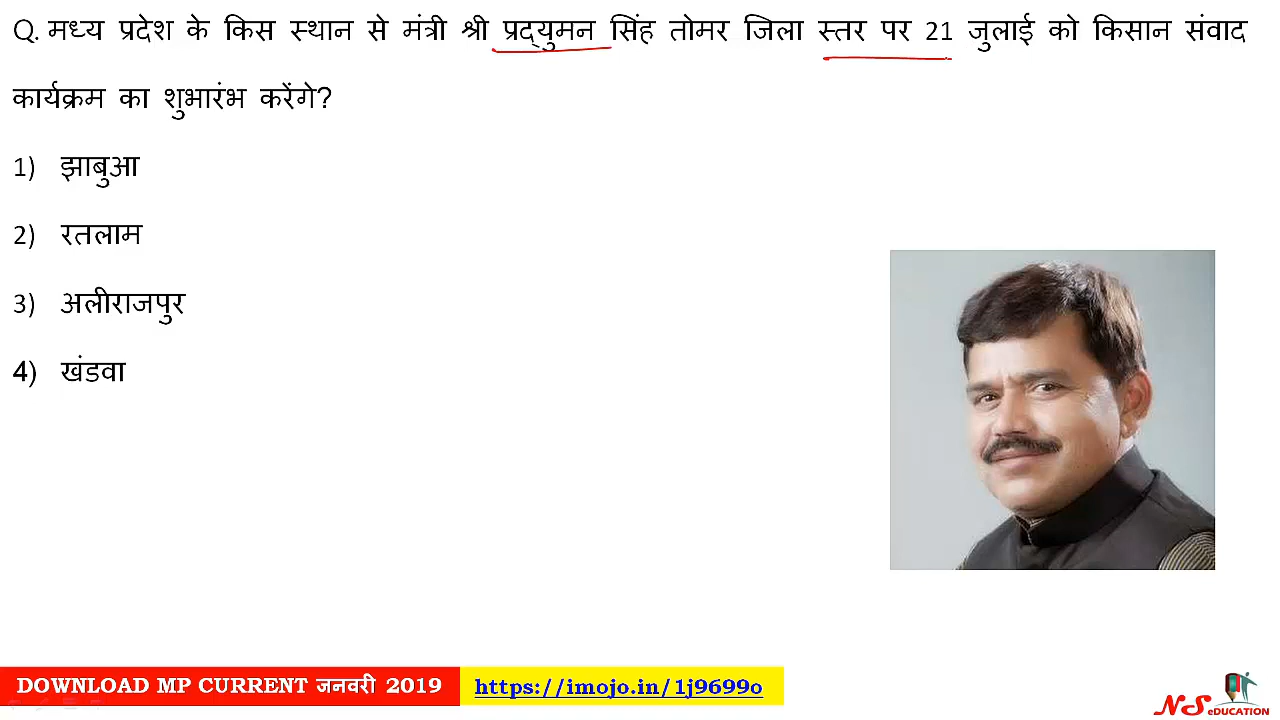 Q. मध्य प्रदेश के किस स्थान से मंत्री श्री प्रद्युमन सिंह तोमर जिला स्तर पर 21 जुलाई को किसान संवाद
कार्यक्रम का शुभारंभ करेंगे?
1) झाबुआ
2) रतलाम
3) अलीराजपुर
4) खंडवा
DOWNLOAD MP CURRENT जनवरी 2019 https://imojo.in/1j9699o
NS eDUCATION